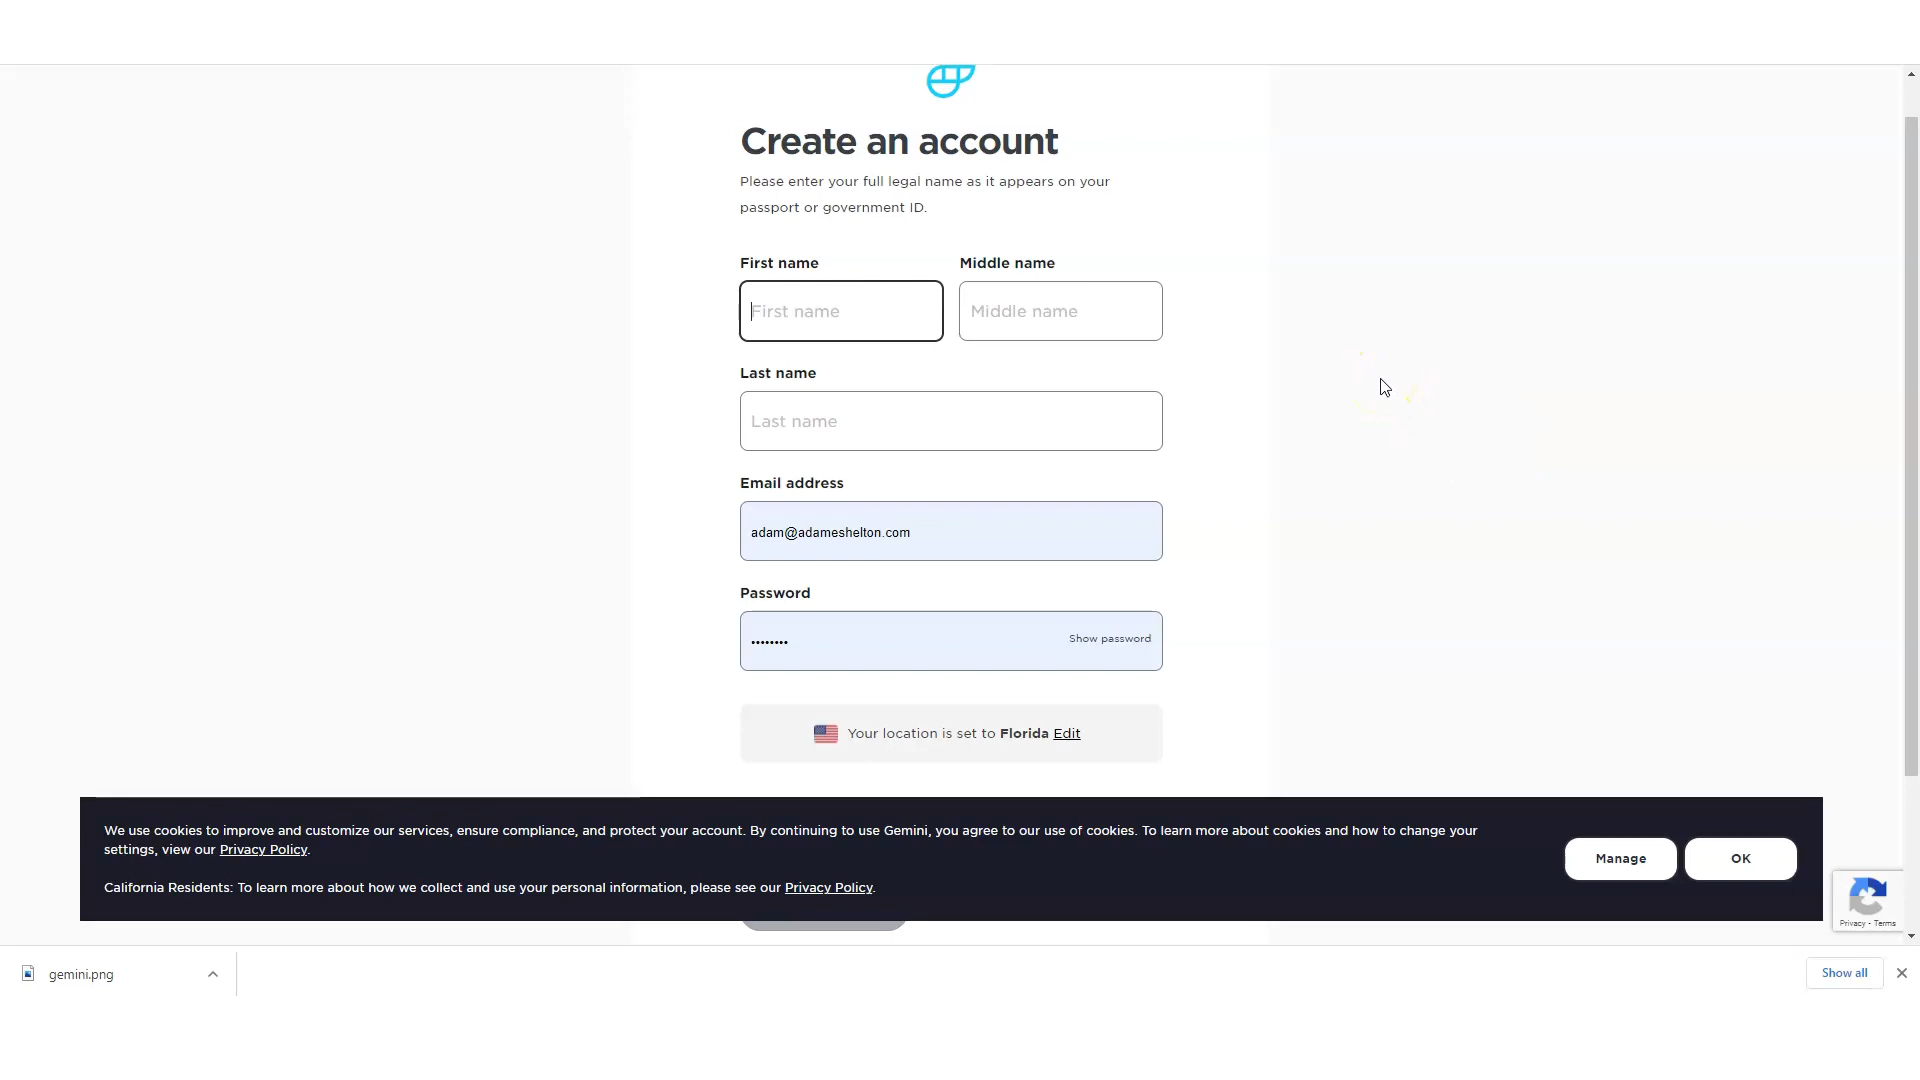 Create an account
Please enter your full legal name as it appears on your
passport or government ID.
First name
Middle name
First name
Middle name
Last name
Last name
Email address
adam@adameshelton.com
Password
••••••••
Show password
Your location is set to Florida Edit
We use cookies to improve and customize our services, ensure compliance, and protect your account. By continuing to use Gemini, you agree to our use of cookies. To learn more about cookies and how to change your
settings, view our Privacy Policy.
California Residents: To learn more about how we collect and use your personal information, please see our Privacy Policy.
Manage
OK
Privacy - Terms
gemini.png
Show all